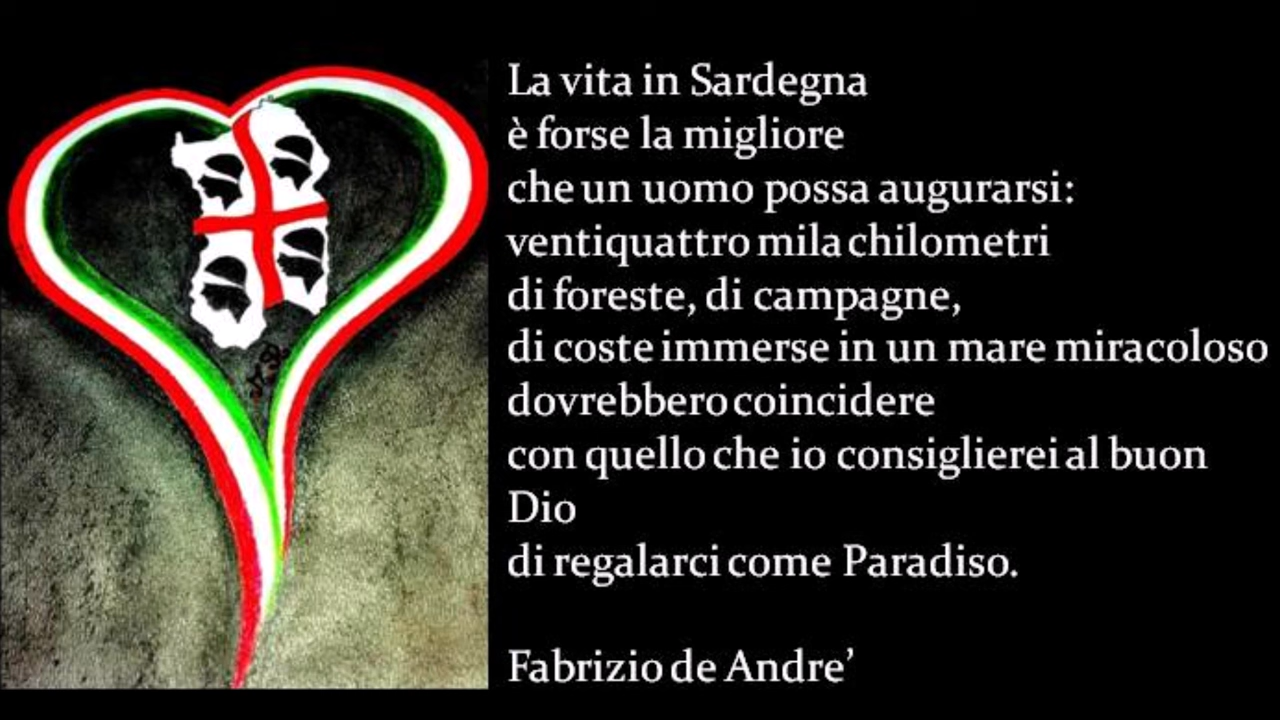 La vita in Sardegna
è forse la migliore
che un uomo possa augurarsi:
ventiquattro mila chilometri
di foreste, di campagne,
di coste immerse in un mare miracoloso
dovrebbero coincidere
con quello che io consiglierei al buon
Dio
di regalarci come Paradiso.
Fabrizio de Andre’